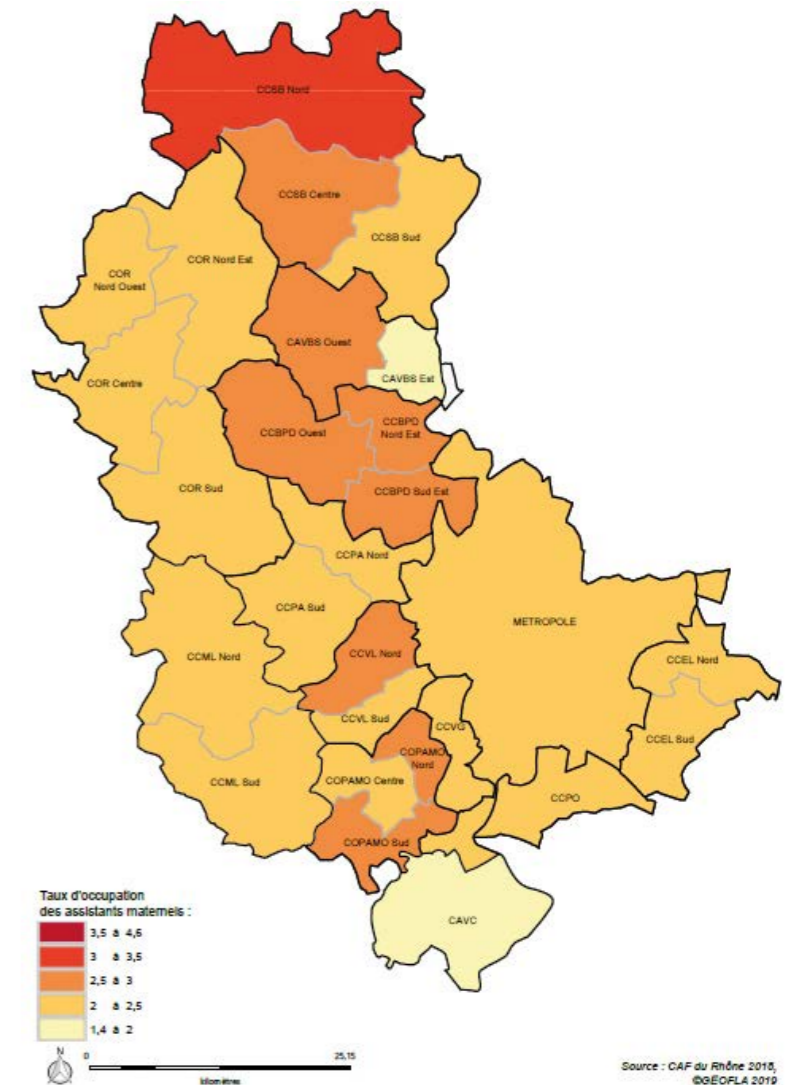 CCSB Nord
CCSB Centre
CCSB Sud
COR Nord Est
COR
Nord Ouest
CAVBS Ouest
CAVBS Est
COR Centre
CCBPD
Nord Est
CCBPD Ouest
COR Sud
CCBPD Sud Est
CCPA Nord
CCPA Sud
METROPOLE
CCVL Nord
CCML Nord
CCEL Nord
CCVL Sud
CCVG
CCEL Sud
COPAMO
Nord
CCML Sud
COPAMO Centre
CCPO
COPAMO Sud
CAVC
Taux d'occupation
des assistants maternels :
3,5 à 4,6
3 à 3,5
2,5 à 3
2 à 2,5
1,4 à 2
N
0 25,15
kilomètres
Source : CAF du Rhône 2018,
©GÉOFLA 2019